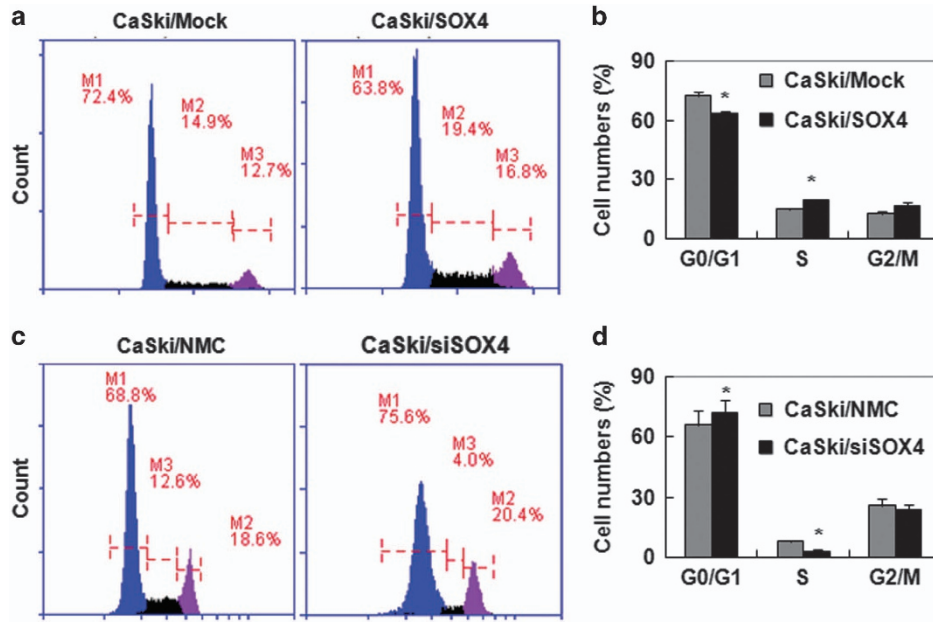 a
CaSki/Mock
CaSki/SOX4
Count
M1
72.4%
M2
14.9%
M3
12.7%
M1
63.8%
M2
19.4%
M3
16.8%
b
Cell numbers (%)
90
60
30
0
CaSki/Mock
CaSki/SOX4
*
*
G0/G1
S
G2/M
c
CaSki/NMC
CaSki/siSOX4
Count
M1
68.8%
M3
12.6%
M2
18.6%
M1
75.6%
M3
4.0%
M2
20.4%
d
Cell numbers (%)
90
60
30
0
CaSki/NMC
CaSki/siSOX4
*
*
G0/G1
S
G2/M